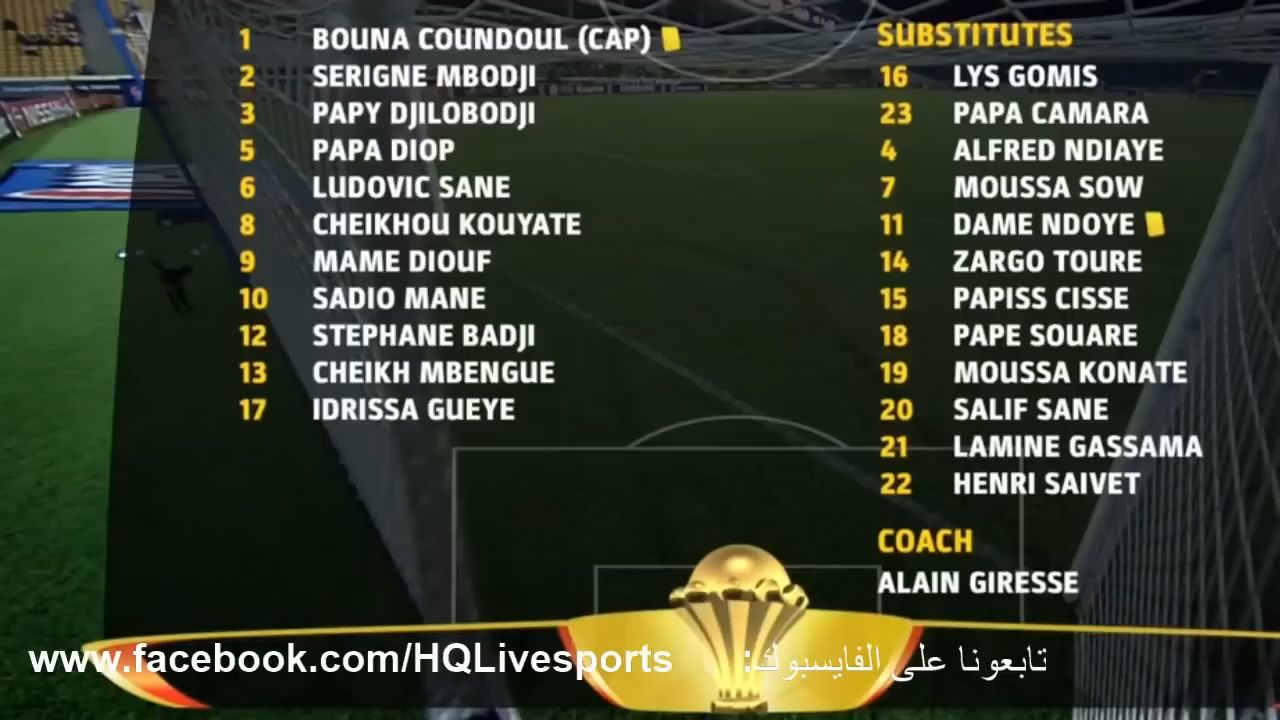 1 BOUNA COUNDOUL (CAP)
2 SERIGNE MBODJI
3 PAPY DJILOBODJI
5 PAPA DIOP
6 LUDOVIC SANE
8 CHEIKHOU KOUYATE
9 MAME DIOUF
10 SADIO MANE
12 STEPHANE BADJI
13 CHEIKH MBENGUE
17 IDRISSA GUEYE
SUBSTITUTES
16 LYS GOMIS
23 PAPA CAMARA
4 ALFRED NDIAYE
7 MOUSSA SOW
11 DAME NDOYE
14 ZARGO TOURE
15 PAPISS CISSE
18 PAPE SOUARE
19 MOUSSA KONATE
20 SALIF SANE
21 LAMINE GASSAMA
22 HENRI SAIVET
COACH
ALAIN GIRESSE
تابعونا على الفايسبوك: www.facebook.com/HQLivesports